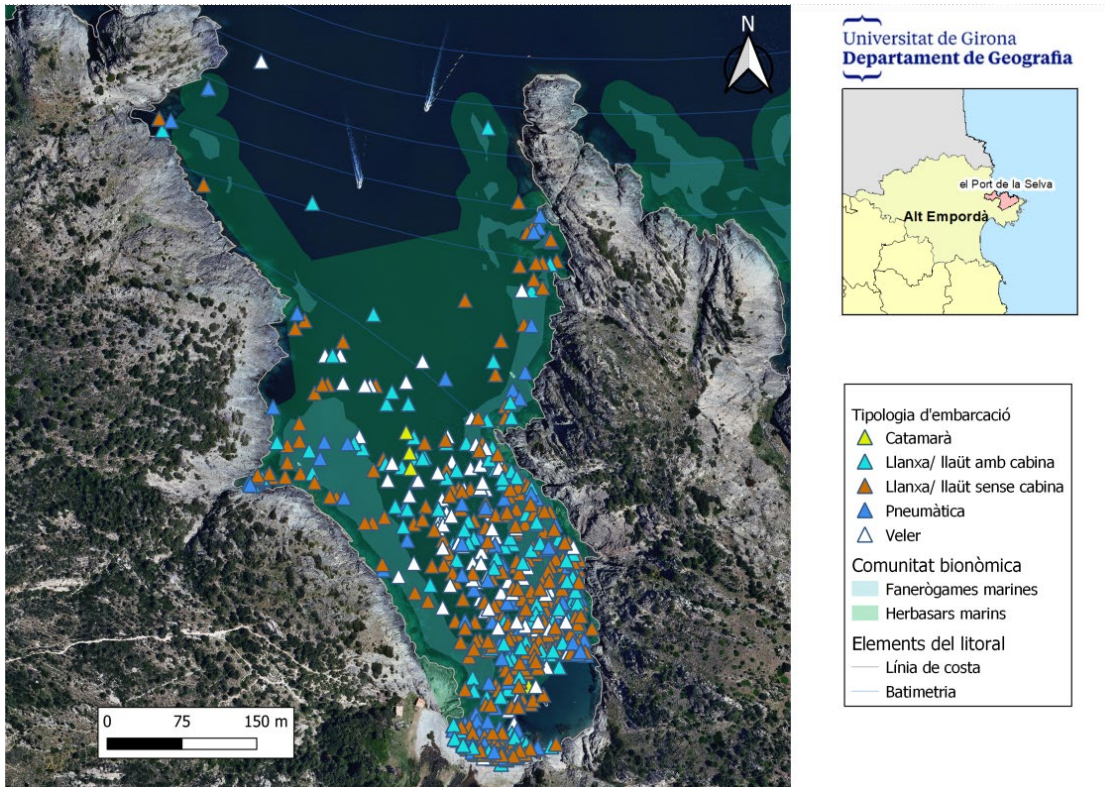 N
0 75 150 m
Universitat de Girona
Departament de Geografia
el Port de la Selva
Alt Empordà
Tipologia d'embarcació
Catamarà
Llanxa/ llaüt amb cabina
Llanxa/ llaüt sense cabina
Pneumàtica
Veler
Comunitat bionòmica
Fanerògames marines
Herbasars marins
Elements del litoral
Línia de costa
Batimetria